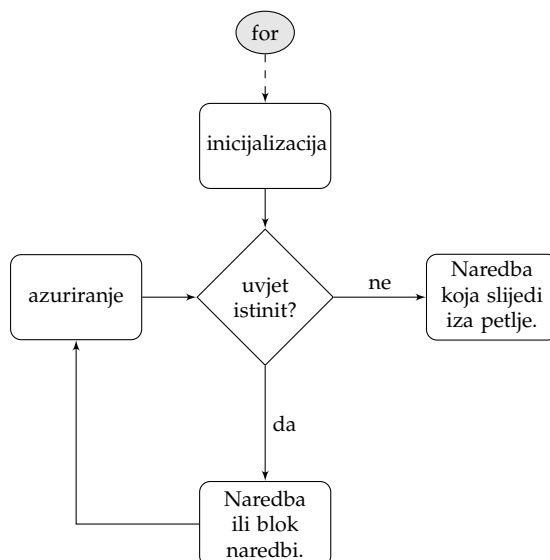 for
inicijalizacija
azuriranje
uvjet
istinit?
ne
Naredba
koja slijedi
iza petlje.
da
Naredba
ili blok
naredbi.